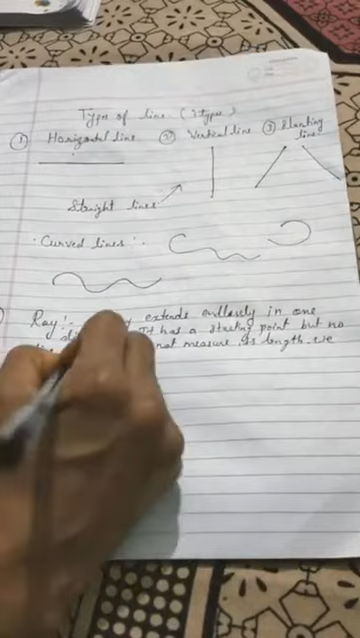 Types of line (3 types)
① Horizontal line ② Vertical line ③ Slanting line
Straight lines
Curved lines :-
Ray :- extends endlessly in one
It has a starting point but no
not measure its length. we